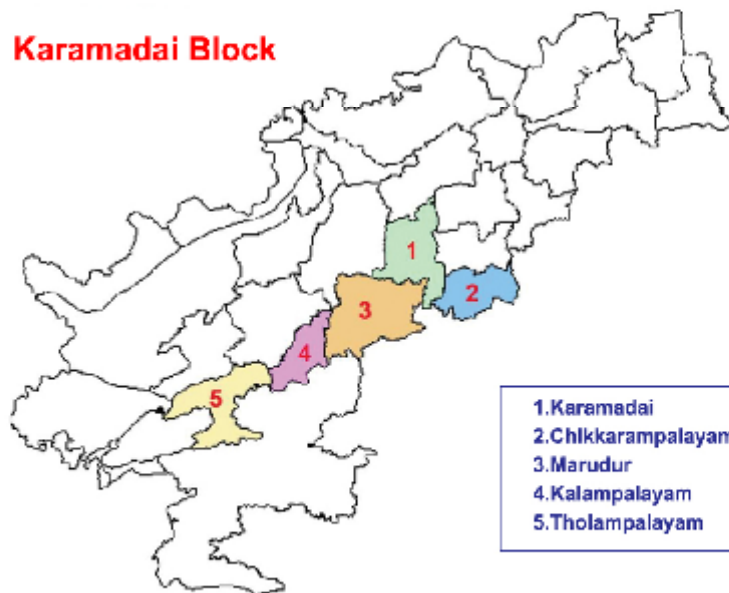 Karamadai Block
1
2
3
4
5
1.Karamadai
2.Chikkarampalayam
3.Marudur
4.Kalampalayam
5.Tholampalayam